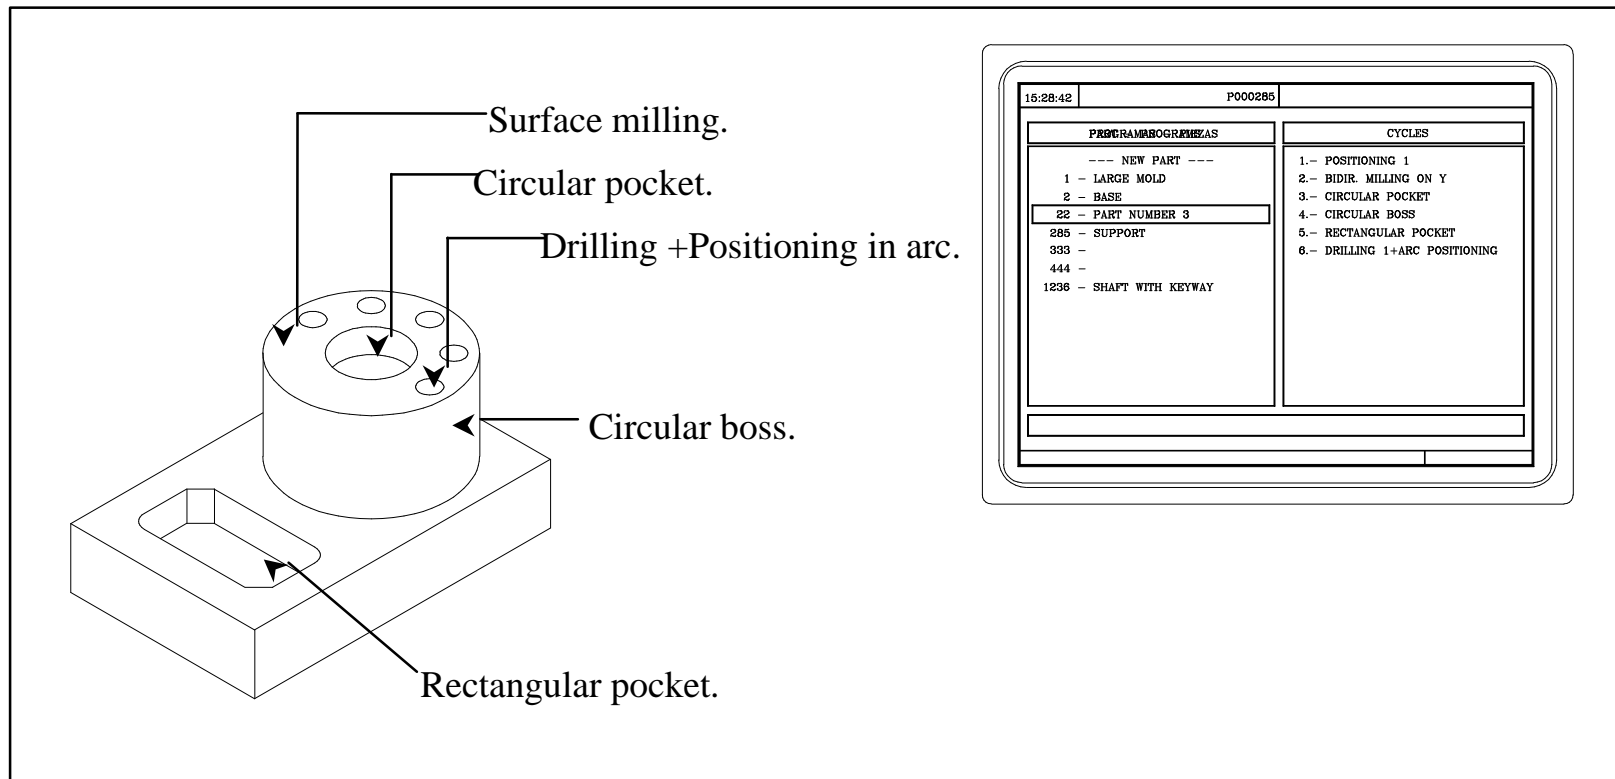 Surface milling.
Circular pocket.
Drilling +Positioning in arc.
Circular boss.
Rectangular pocket.
15:28:42 P000285
CYCLES
--- NEW PART ---
1 - LARGE MOLD
2 - BASE
22 - PART NUMBER 3
285 - SUPPORT
333 -
444 -
1236 - SHAFT WITH KEYWAY
1.- POSITIONING 1
2.- BIDIR. MILLING ON Y
3.- CIRCULAR POCKET
4.- CIRCULAR BOSS
5.- RECTANGULAR POCKET
6.- DRILLING 1+ARC POSITIONING